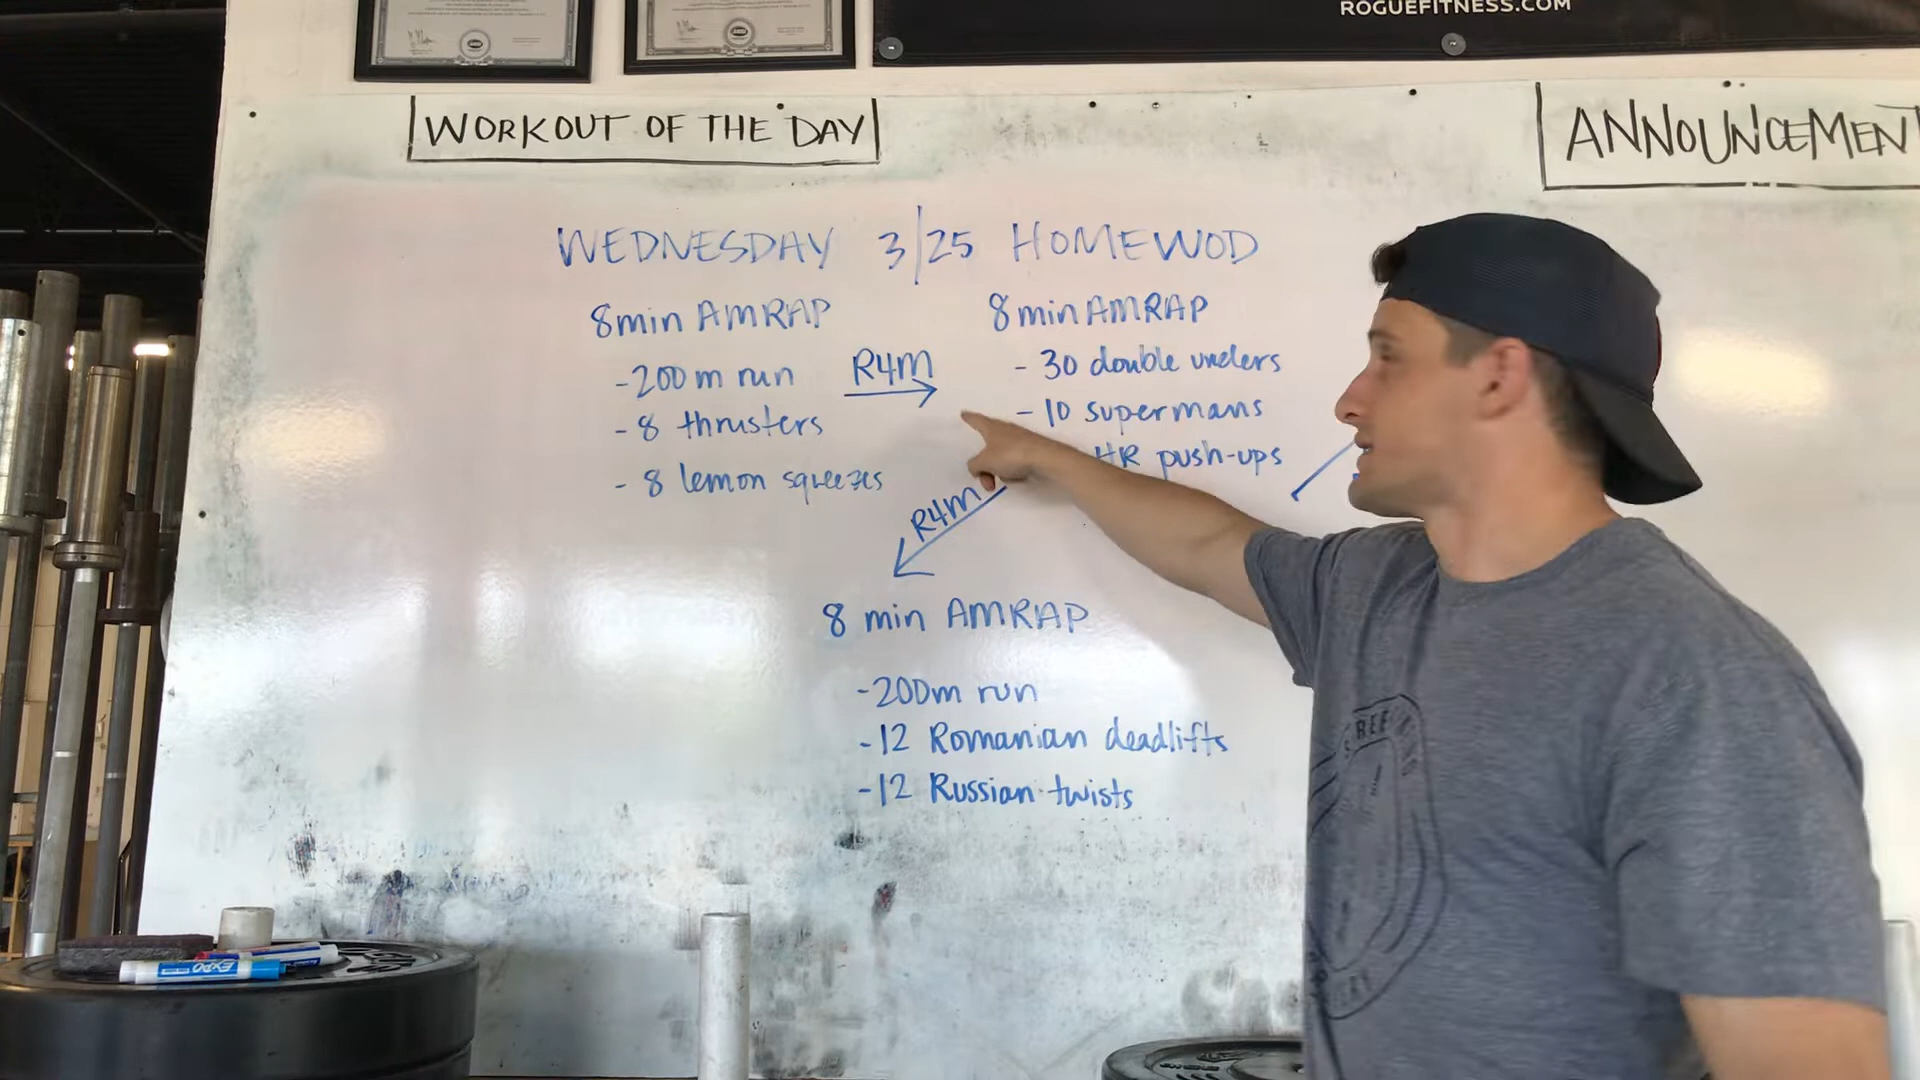 ROGUEFITNESS.COM
WORKOUT OF THE DAY
ANNOUNCEMENT
WEDNESDAY 3/25 HOMEWOD
8min AMRAP
-200m run
- 8 thrusters
- 8 lemon squeezes
R4M
8min AMRAP
- 30 double unders
- 10 supermans
HR push-ups
R4M
8 min AMRAP
-200m run
-12 Romanian deadlifts
-12 Russian twists
EXPO
FREE